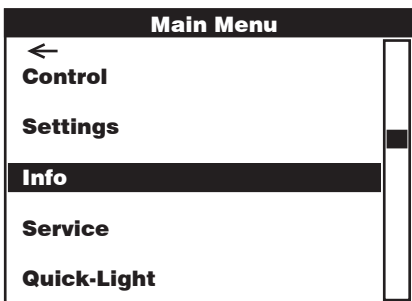 Main Menu
←
Control
Settings
Info
Service
Quick-Light